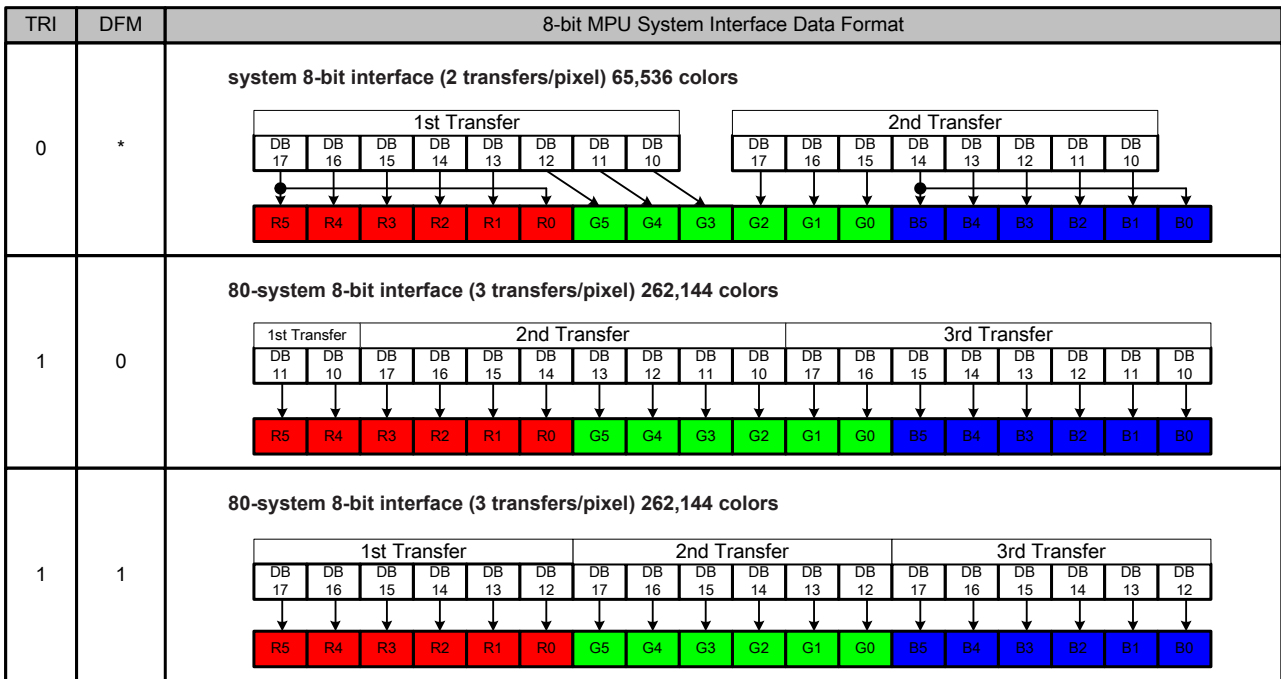 TRI DFM 8-bit MPU System Interface Data Format
0 *
system 8-bit interface (2 transfers/pixel) 65,536 colors
1st Transfer 2nd Transfer
DB DB DB DB DB DB DB DB DB DB DB DB DB DB DB DB
17 16 15 14 13 12 11 10 17 16 15 14 13 12 11 10
R5 R4 R3 R2 R1 R0 G5 G4 G3 G2 G1 G0 B5 B4 B3 B2 B1 B0
1 0
80-system 8-bit interface (3 transfers/pixel) 262,144 colors
1st Transfer 2nd Transfer 3rd Transfer
DB DB DB DB DB DB DB DB DB DB DB DB DB DB DB DB DB DB
11 10 17 16 15 14 13 12 11 10 17 16 15 14 13 12 11 10
R5 R4 R3 R2 R1 R0 G5 G4 G3 G2 G1 G0 B5 B4 B3 B2 B1 B0
1 1
80-system 8-bit interface (3 transfers/pixel) 262,144 colors
1st Transfer 2nd Transfer 3rd Transfer
DB DB DB DB DB DB DB DB DB DB DB DB DB DB DB DB DB DB
17 16 15 14 13 12 17 16 15 14 13 12 17 16 15 14 13 12
R5 R4 R3 R2 R1 R0 G5 G4 G3 G2 G1 G0 B5 B4 B3 B2 B1 B0